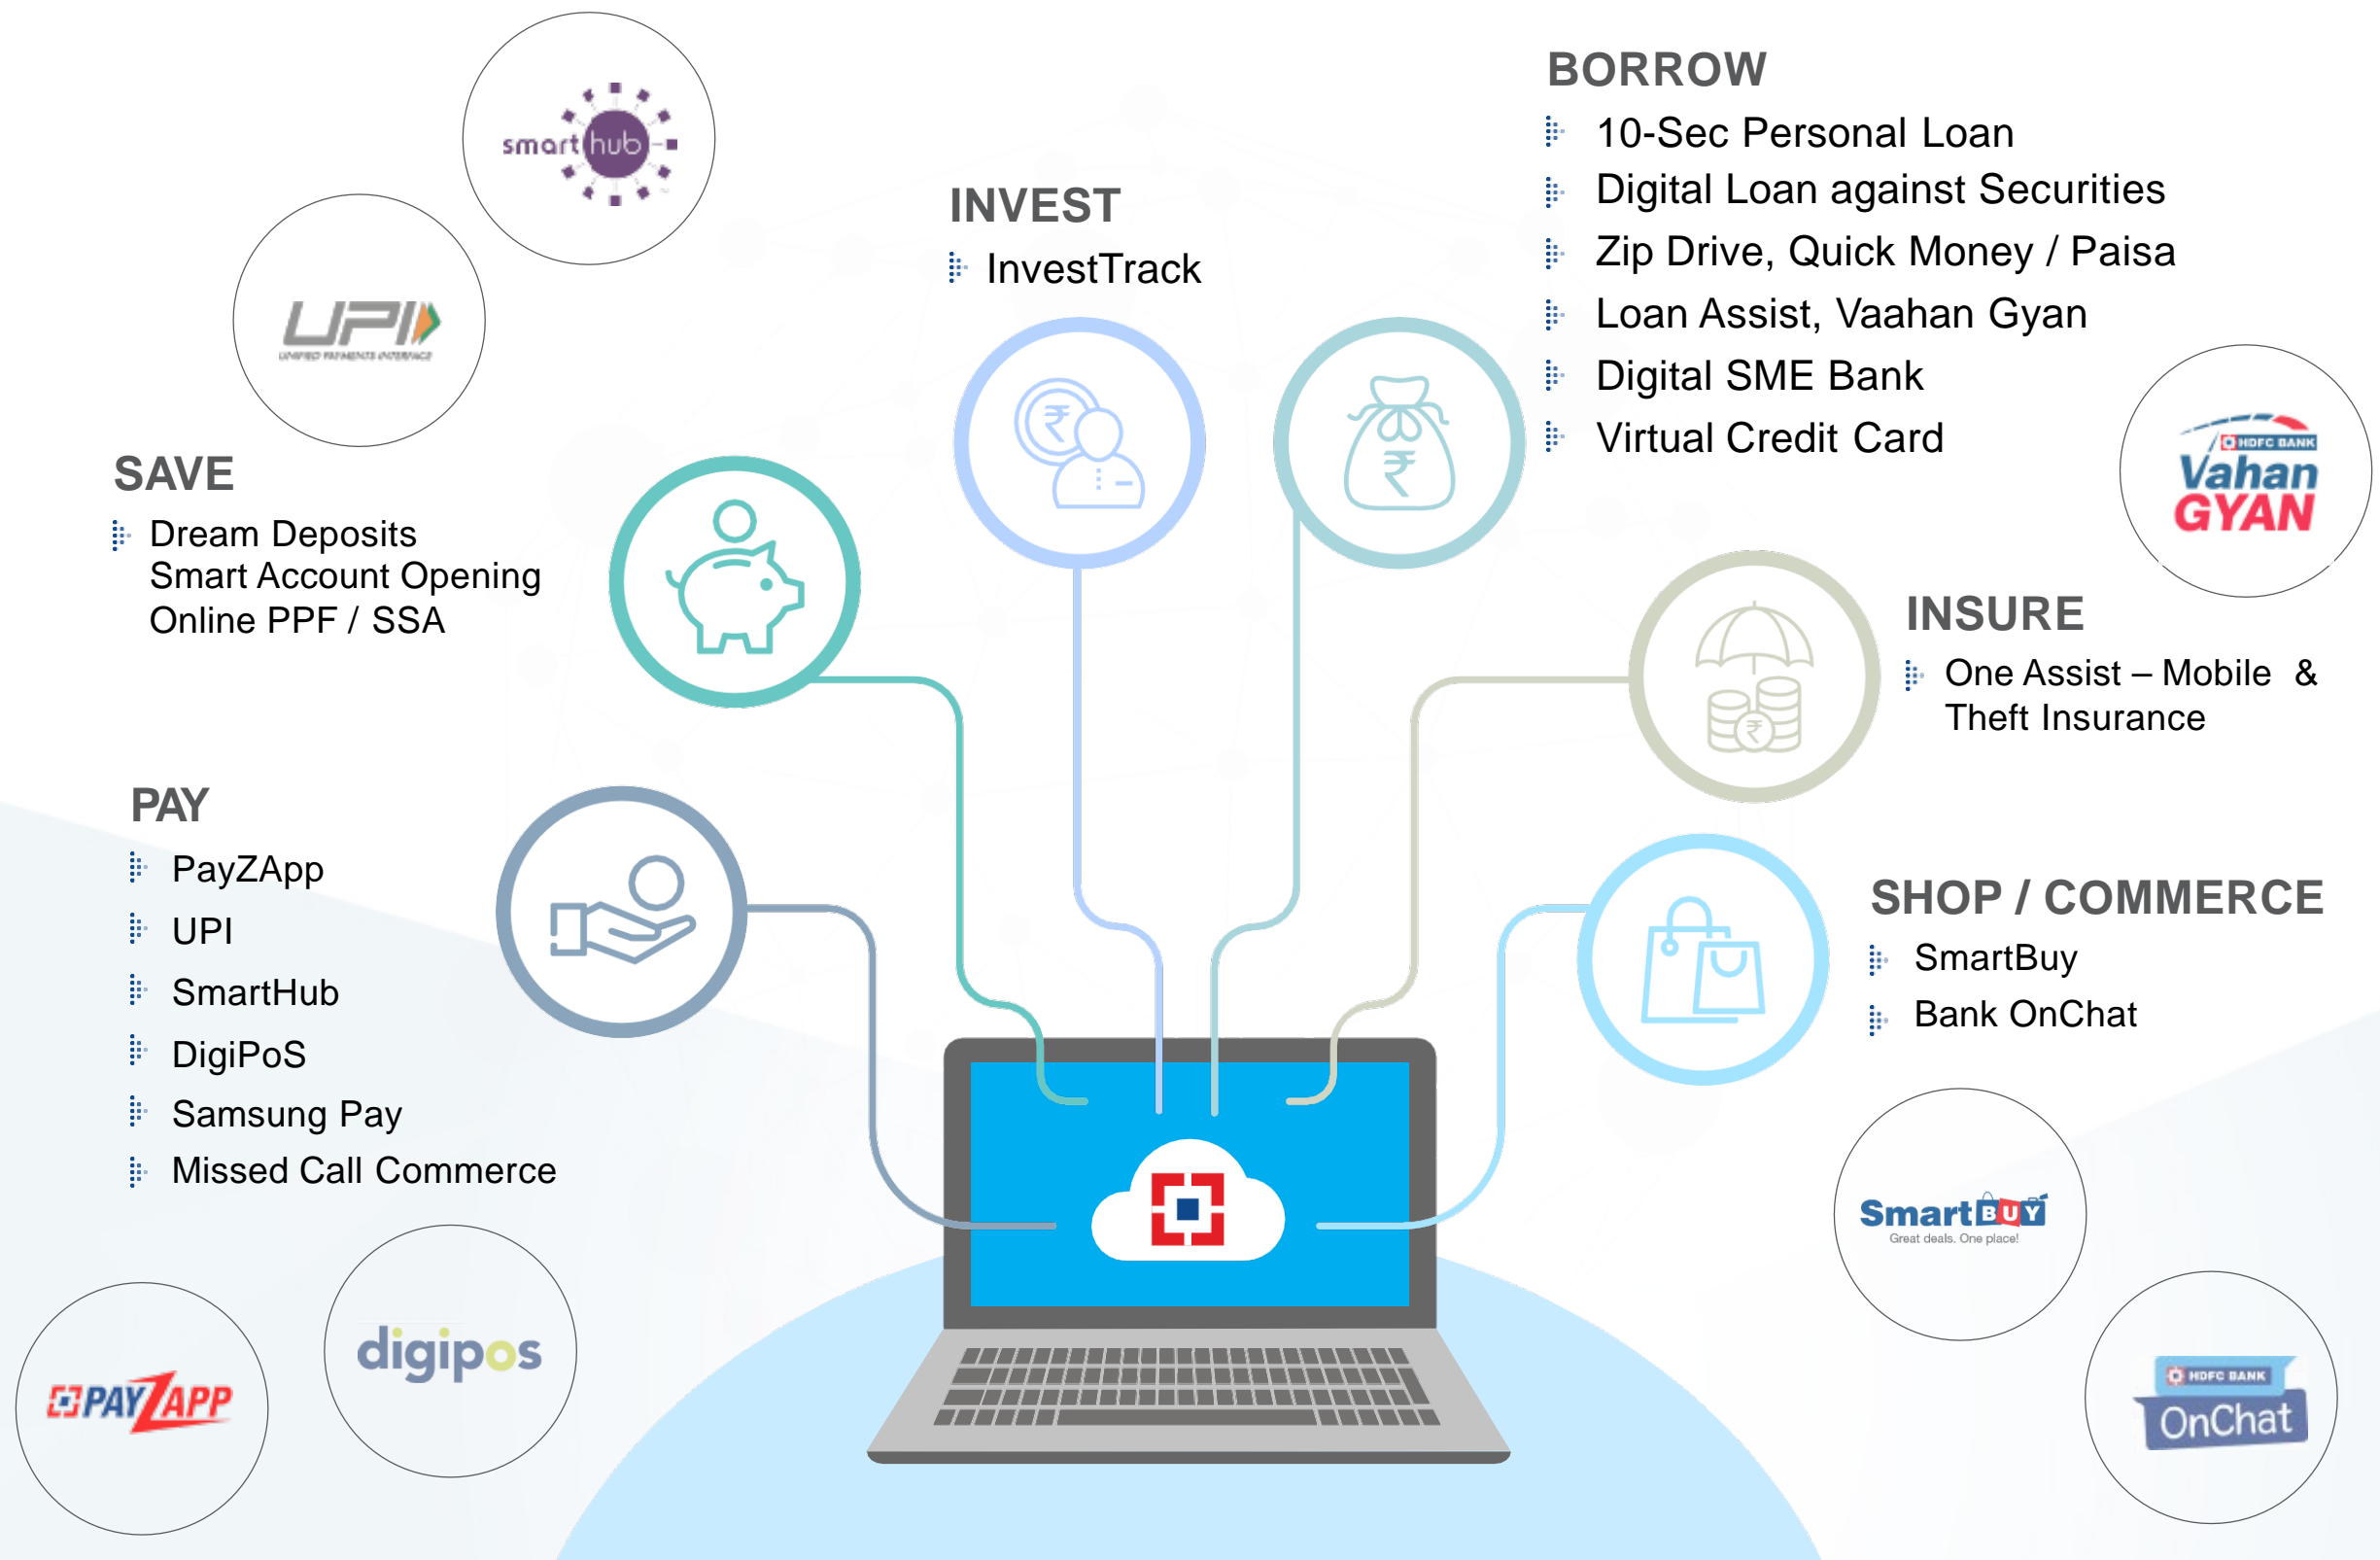 smart hub
UPI
UNIFIED PAYMENTS INTERFACE
SAVE
Dream Deposits
Smart Account Opening
Online PPF / SSA
PAY
PayZApp
UPI
SmartHub
DigiPoS
Samsung Pay
Missed Call Commerce
PAYZAPP
digipos
INVEST
InvestTrack
₹
₹
BORROW
10-Sec Personal Loan
Digital Loan against Securities
Zip Drive, Quick Money / Paisa
Loan Assist, Vaahan Gyan
Digital SME Bank
Virtual Credit Card
HDFC BANK
Vahan
GYAN
INSURE
One Assist – Mobile & 
Theft Insurance
₹
SHOP / COMMERCE
SmartBuy
Bank OnChat
SmartBUY
Great deals. One place!
HDFC BANK
OnChat